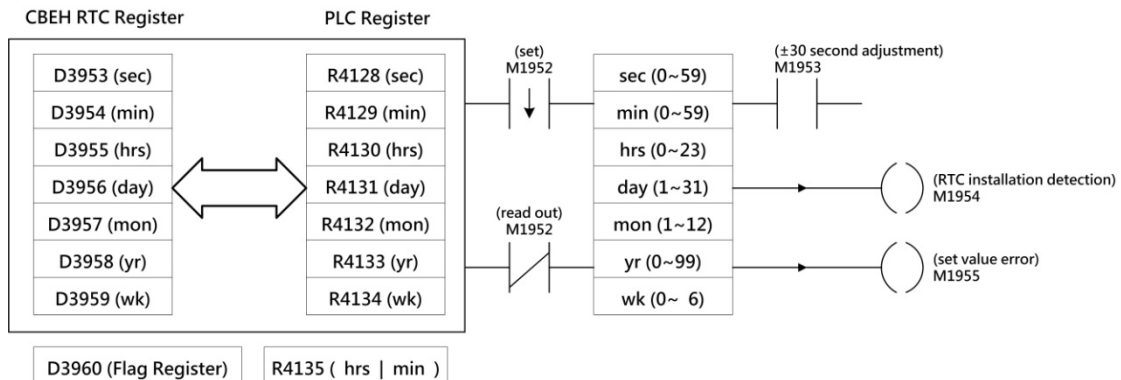 CBEH RTC Register
PLC Register
D3953 (sec)
D3954 (min)
D3955 (hrs)
D3956 (day)
D3957 (mon)
D3958 (yr)
D3959 (wk)
R4128 (sec)
R4129 (min)
R4130 (hrs)
R4131 (day)
R4132 (mon)
R4133 (yr)
R4134 (wk)
(set)
M1952
(read out)
M1952
sec (0~59)
min (0~59)
hrs (0~23)
day (1~31)
mon (1~12)
yr (0~99)
wk (0~ 6)
(±30 second adjustment)
M1953
(RTC installation detection)
M1954
(set value error)
M1955
D3960 (Flag Register)
R4135 ( hrs | min )